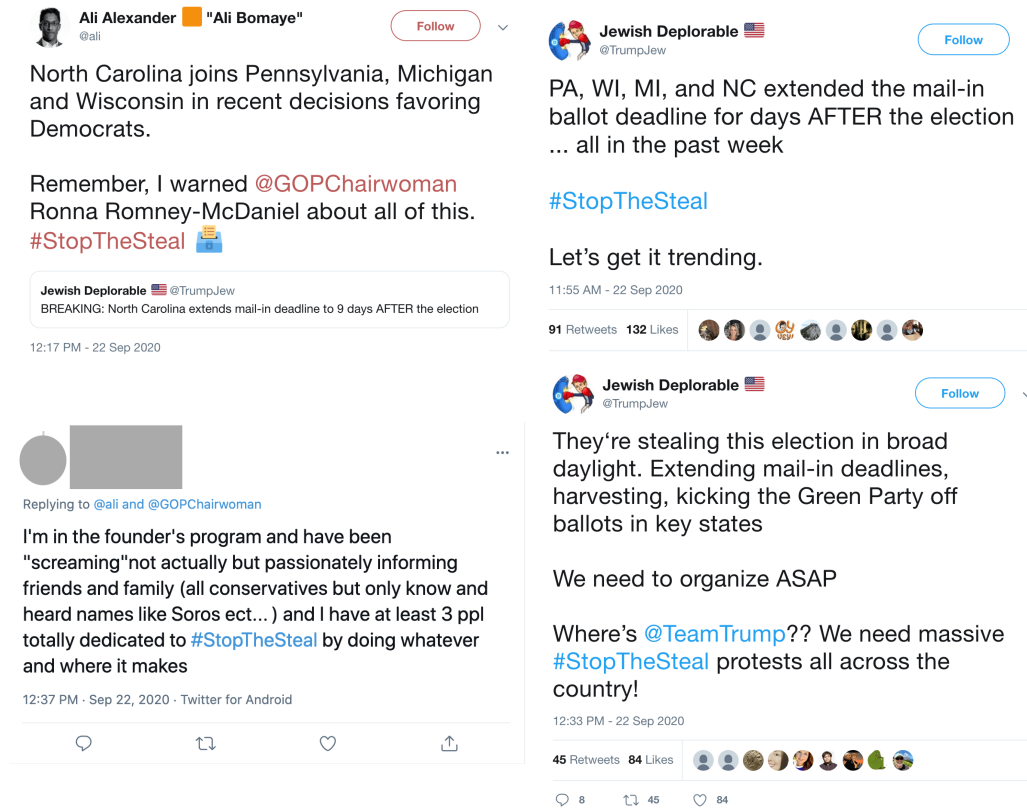 Ali Alexander 🟧 "Ali Bomaye"
@ali
Follow
North Carolina joins Pennsylvania, Michigan
and Wisconsin in recent decisions favoring
Democrats.
Remember, I warned @GOPChairwoman
Ronna Romney-McDaniel about all of this.
#StopTheSteal 🗳️
Jewish Deplorable 🇺🇸 @TrumpJew
BREAKING: North Carolina extends mail-in deadline to 9 days AFTER the election
12:17 PM - 22 Sep 2020
Replying to @ali and @GOPChairwoman
I'm in the founder's program and have been
"screaming"not actually but passionately informing
friends and family (all conservatives but only know and
heard names like Soros ect... ) and I have at least 3 ppl
totally dedicated to #StopTheSteal by doing whatever
and where it makes
12:37 PM · Sep 22, 2020 · Twitter for Android
Jewish Deplorable 🇺🇸
@TrumpJew
Follow
PA, WI, MI, and NC extended the mail-in
ballot deadline for days AFTER the election
... all in the past week
#StopTheSteal
Let's get it trending.
11:55 AM - 22 Sep 2020
91 Retweets 132 Likes
Jewish Deplorable 🇺🇸
@TrumpJew
Follow
They‘re stealing this election in broad
daylight. Extending mail-in deadlines,
harvesting, kicking the Green Party off
ballots in key states
We need to organize ASAP
Where's @TeamTrump?? We need massive
#StopTheSteal protests all across the
country!
12:33 PM - 22 Sep 2020
45 Retweets 84 Likes
8 45 84